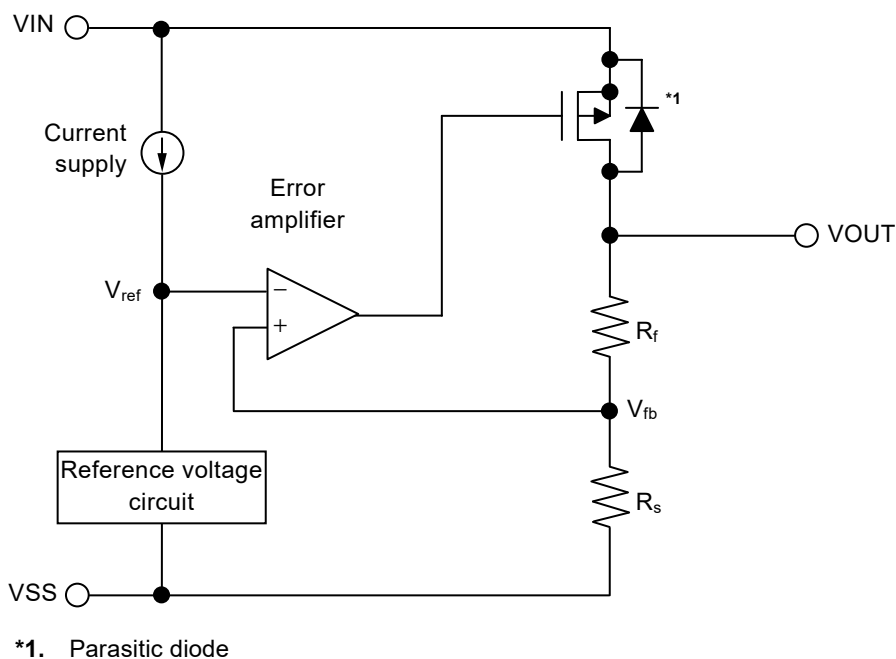 VIN
*1
Current
supply
Error
amplifier
VOUT
Vref
−
+
Rf
Vfb
Reference voltage
circuit
Rs
VSS
*1. Parasitic diode